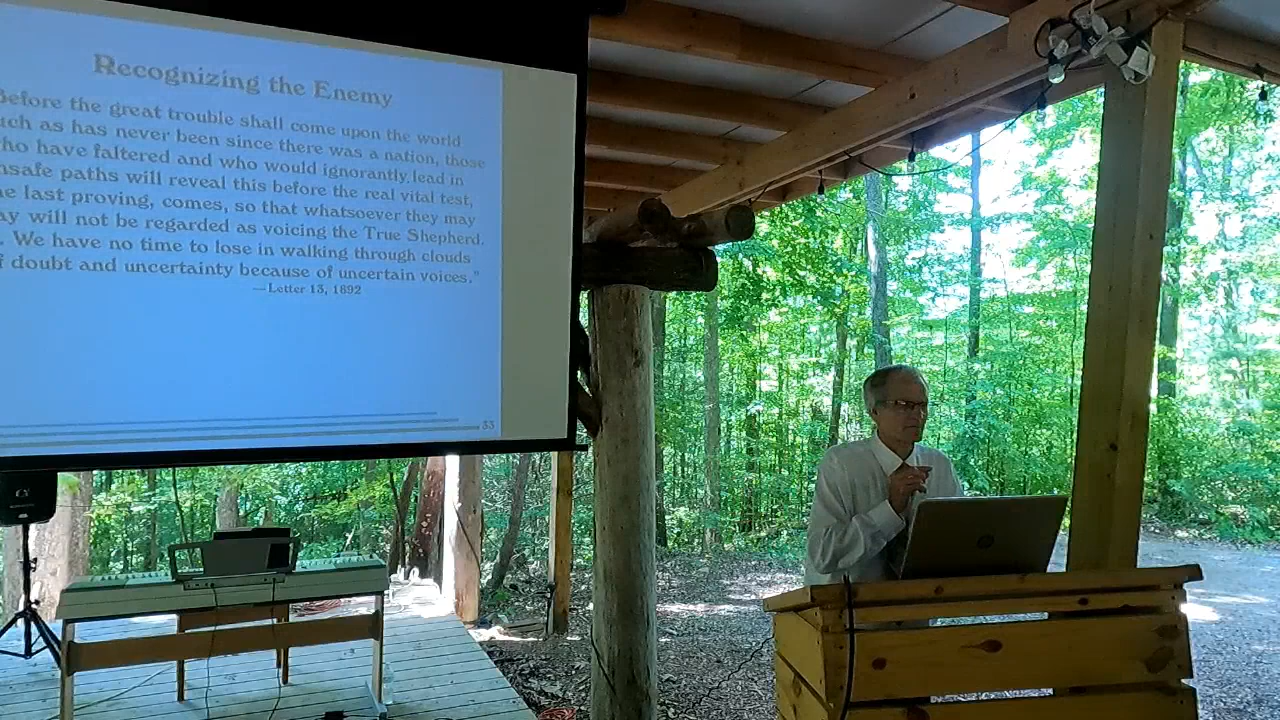 Recognizing the Enemy
Before the great trouble shall come upon the world
uch as has never been since there was a nation, those
ho have faltered and who would ignorantly lead in
nsafe paths will reveal this before the real vital test,
he last proving, comes, so that whatsoever they may
ay will not be regarded as voicing the True Shepherd.
. We have no time to lose in walking through clouds
f doubt and uncertainty because of uncertain voices."
—Letter 13, 1892
53